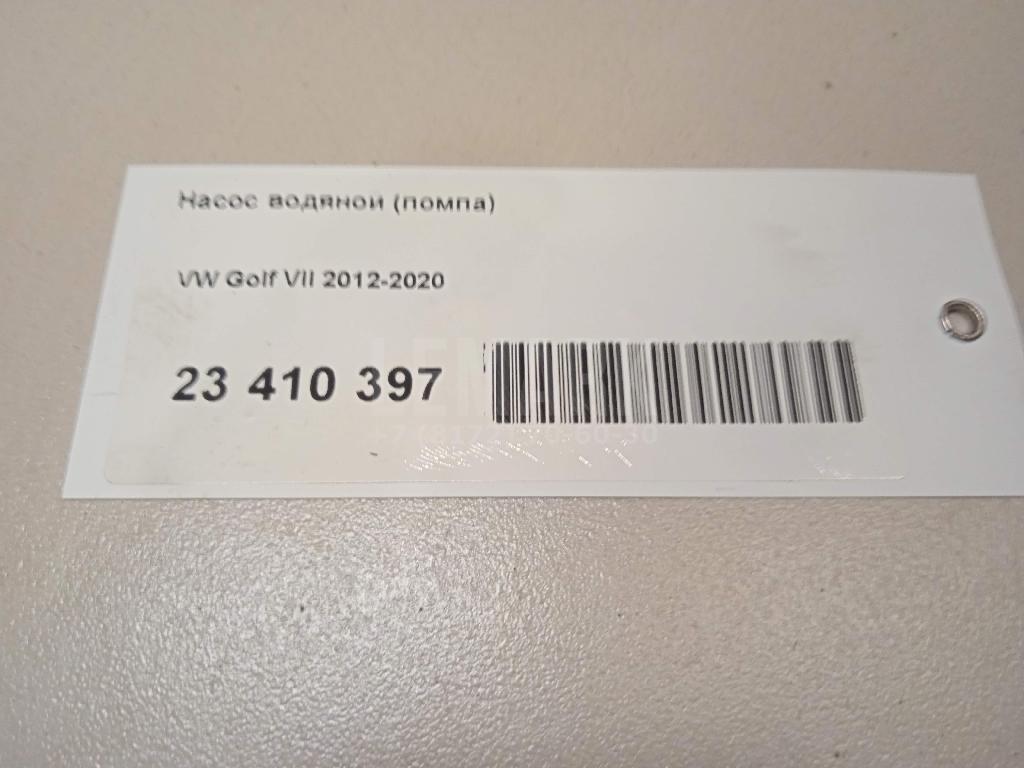 Насос водяной (помпа)
VW Golf VII 2012-2020
23 410 397